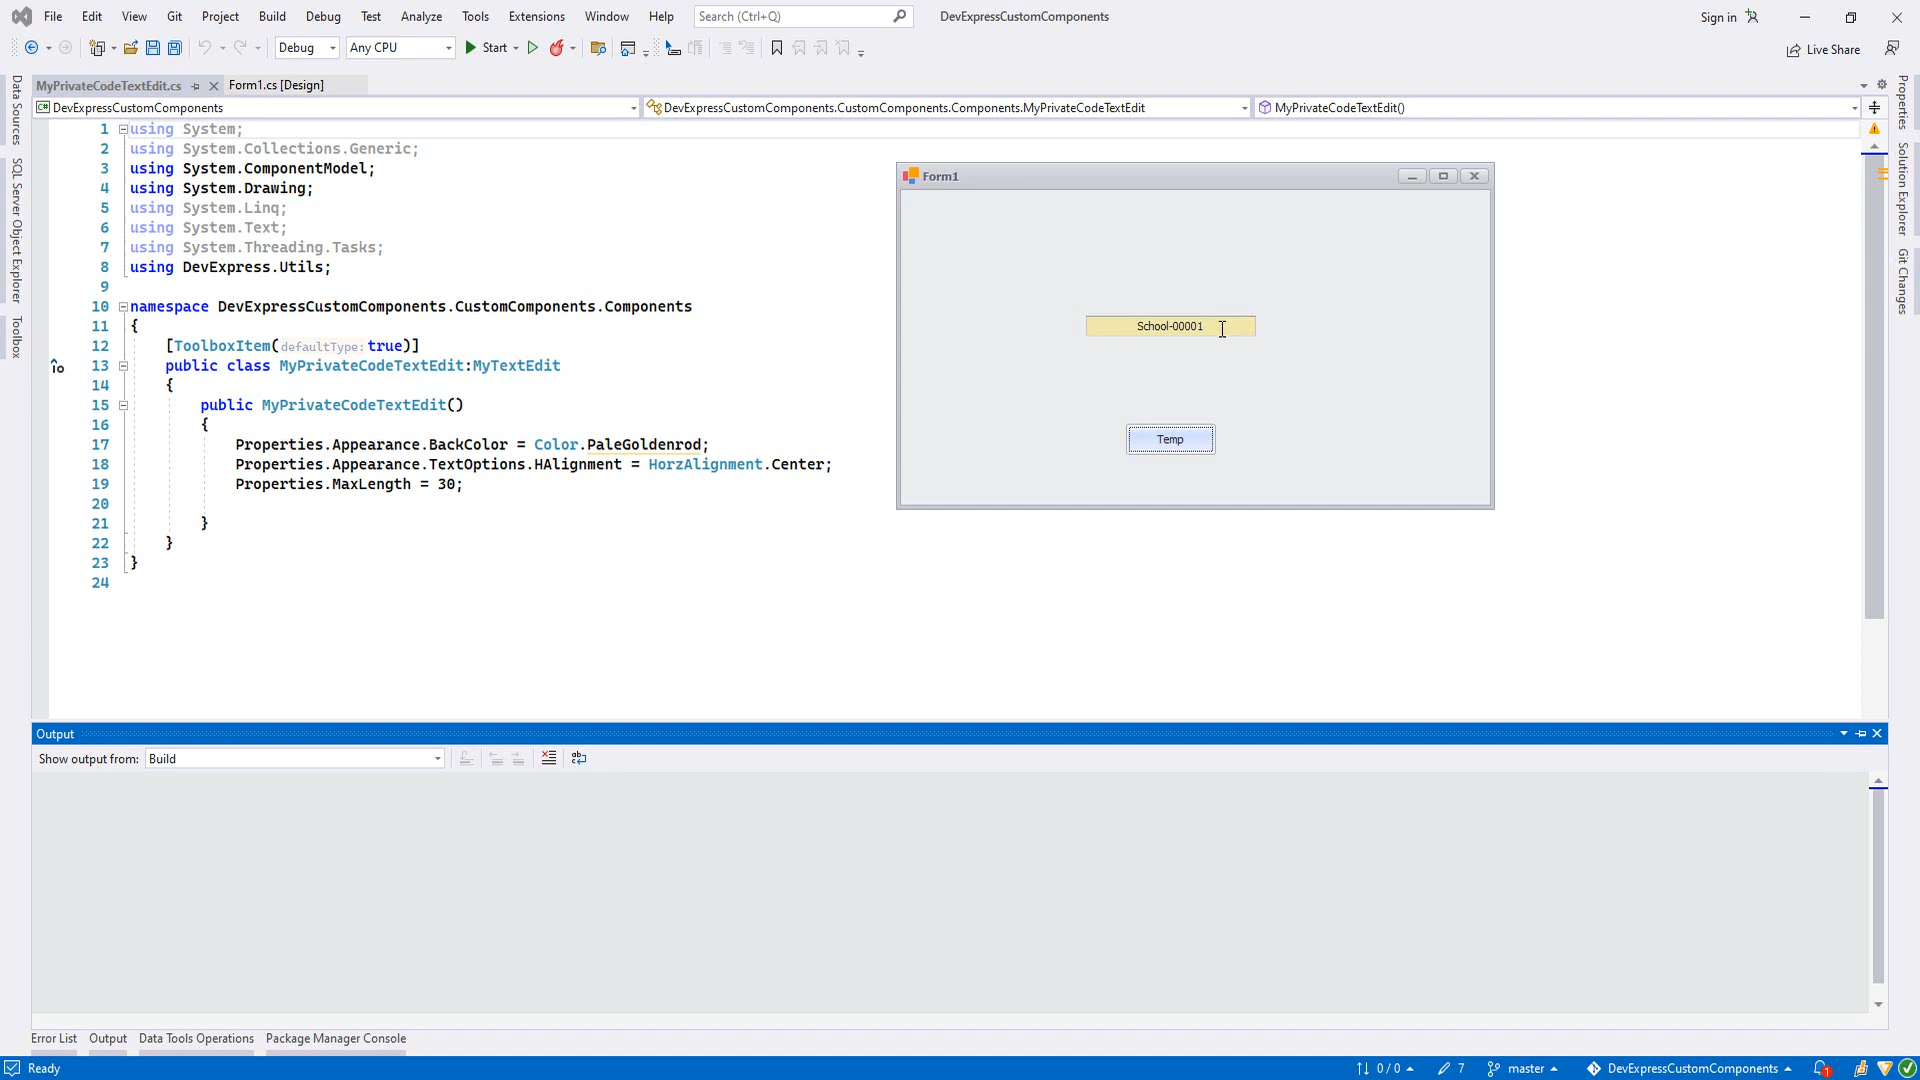 File Edit View Git Project Build Debug Test Analyze Tools Extensions Window Help Search (Ctrl+Q) DevExpressCustomComponents Sign in
Debug Any CPU Start Live Share
MyPrivateCodeTextEdit.cs Form1.cs [Design]
C# DevExpressCustomComponents DevExpressCustomComponents.CustomComponents.Components.MyPrivateCodeTextEdit MyPrivateCodeTextEdit()
Data Sources
SQL Server Object Explorer
Toolbox
1 using System;
2 using System.Collections.Generic;
3 using System.ComponentModel;
4 using System.Drawing;
5 using System.Linq;
6 using System.Text;
7 using System.Threading.Tasks;
8 using DevExpress.Utils;
9
10 namespace DevExpressCustomComponents.CustomComponents.Components
11 {
12 [ToolboxItem(defaultType: true)]
13 public class MyPrivateCodeTextEdit:MyTextEdit
14 {
15 public MyPrivateCodeTextEdit()
16 {
17 Properties.Appearance.BackColor = Color.PaleGoldenrod;
18 Properties.Appearance.TextOptions.HAlignment = HorzAlignment.Center;
19 Properties.MaxLength = 30;
20
21 }
22 }
23 }
24
Form1
School-00001
Temp
Properties
Solution Explorer
Git Changes
Output
Show output from: Build
Error List Output Data Tools Operations Package Manager Console
Ready 0 / 0 7 master DevExpressCustomComponents 1